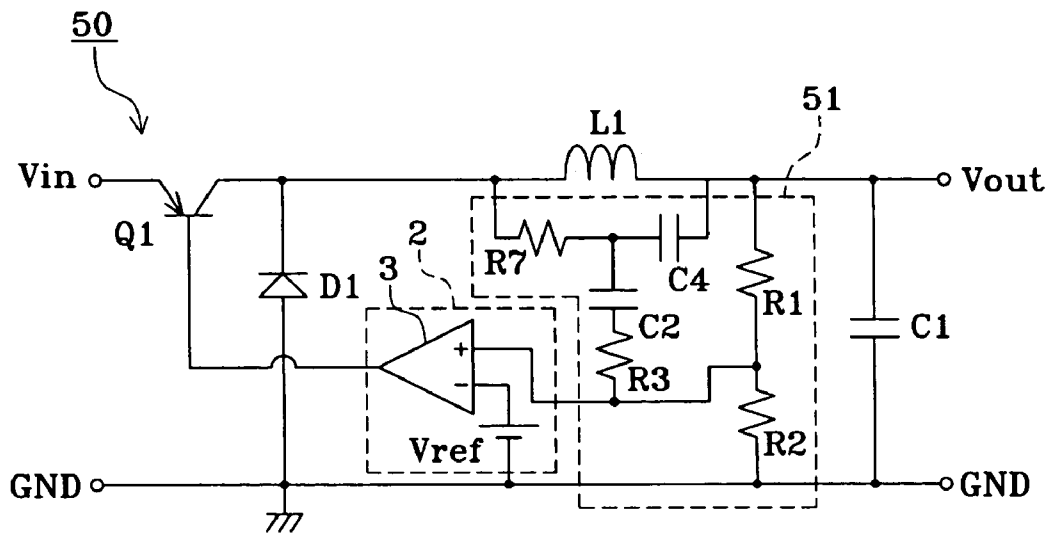 50
51
L1
Vin
Vout
Q1
2
R7
C4
3
D1
R1
C1
C2
R3
+
−
R2
Vref
GND
GND